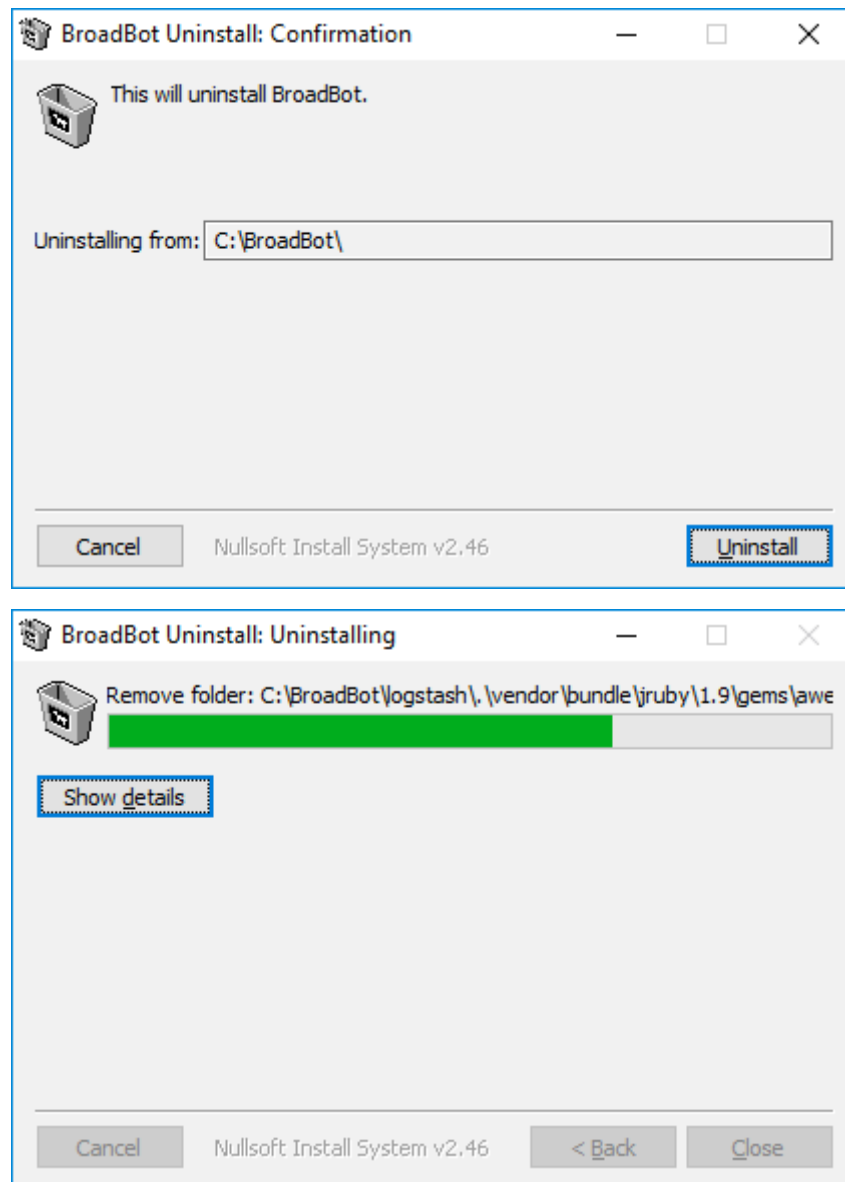 BroadBot Uninstall: Confirmation
This will uninstall BroadBot.
Uninstalling from: C:\BroadBot\
Cancel Nullsoft Install System v2.46 Uninstall
BroadBot Uninstall: Uninstalling
Remove folder: C:\BroadBot\logstash\.\vendor\bundle\jruby\1.9\gems\awe
Show details
Cancel Nullsoft Install System v2.46 < Back Close